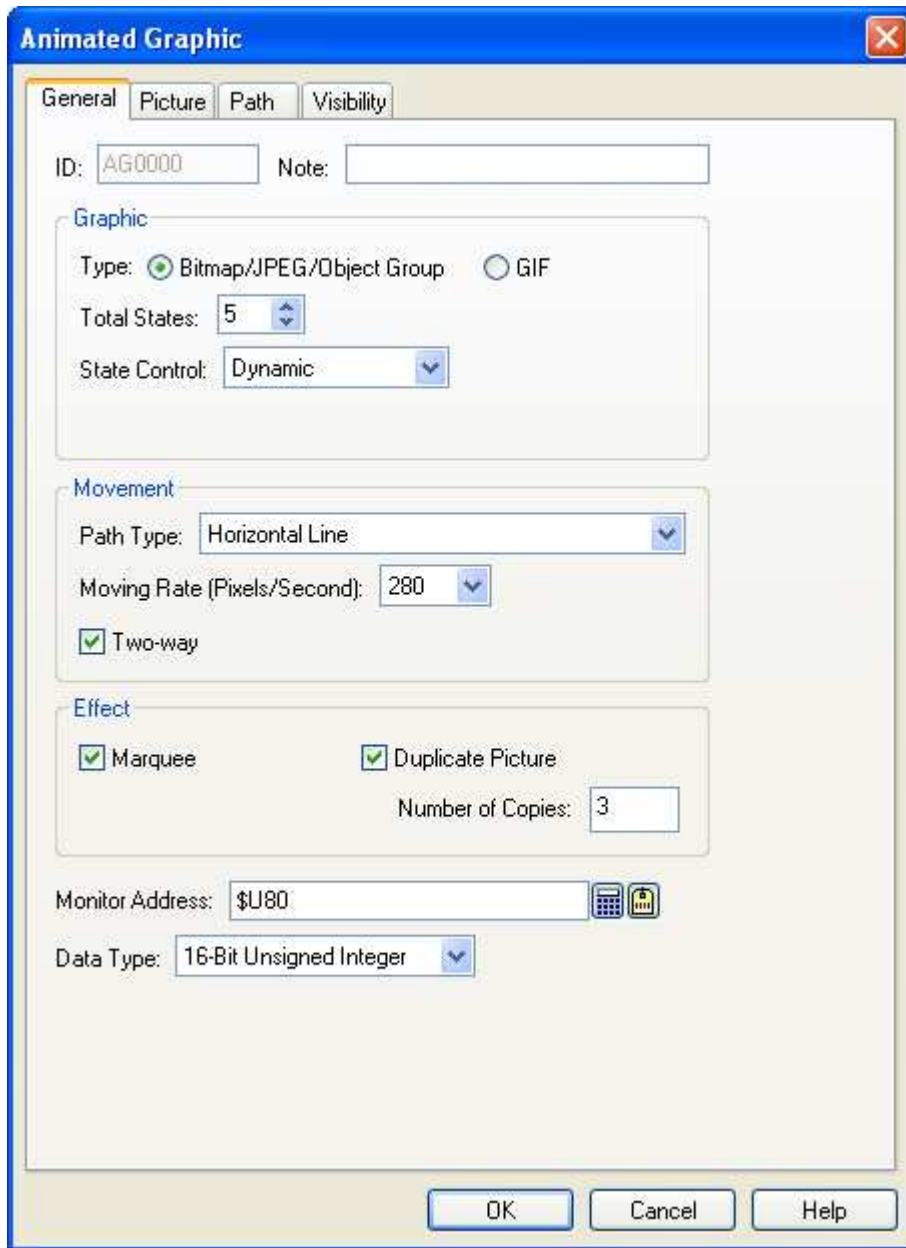 Animated Graphic
General Picture Path Visibility
ID: AG0000 Note:
Graphic
Type: Bitmap/JPEG/Object Group GIF
Total States: 5
State Control: Dynamic
Movement
Path Type: Horizontal Line
Moving Rate (Pixels/Second): 280
Two-way
Effect
Marquee Duplicate Picture
Number of Copies: 3
Monitor Address: $U80
Data Type: 16-Bit Unsigned Integer
OK Cancel Help